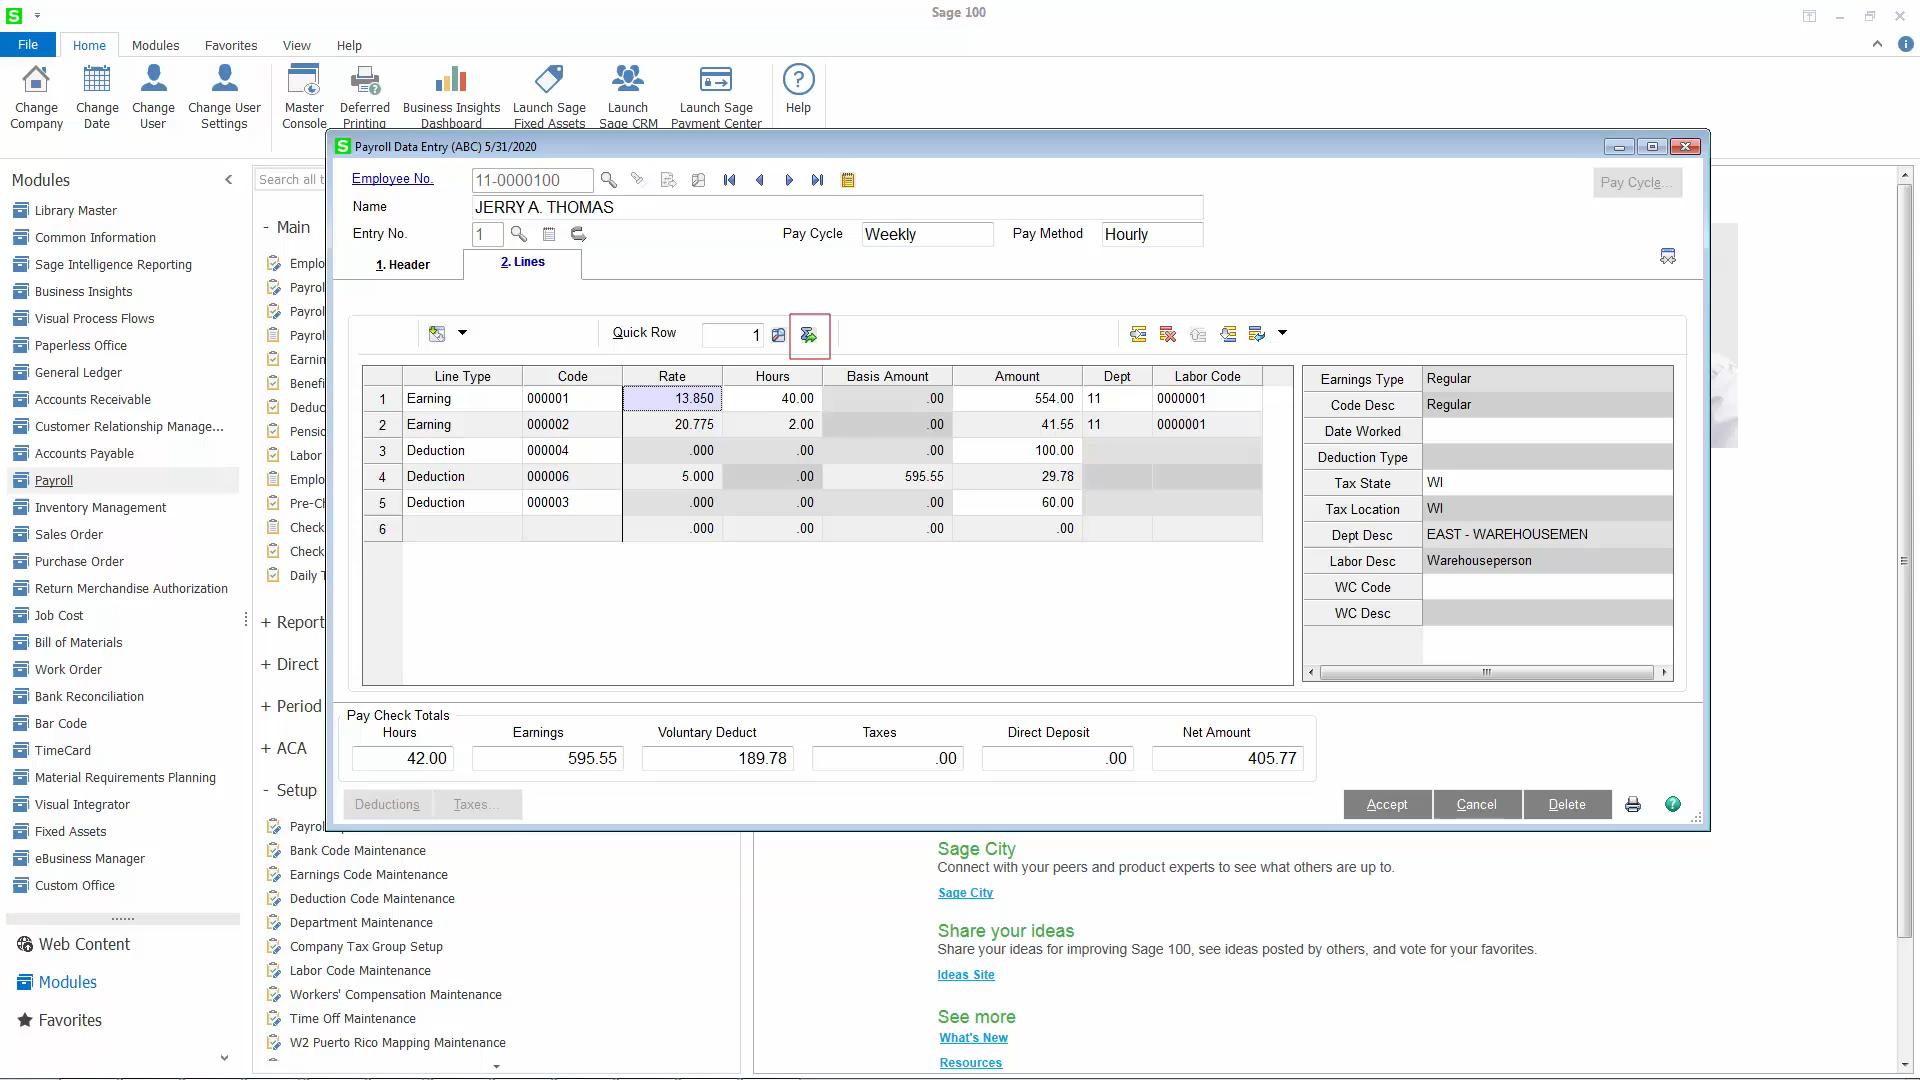 Sage 100
File
Home
Modules
Favorites
View
Help
Change Company
Change Date
Change User
Change User Settings
Master Console
Deferred Printing
Business Insights Dashboard
Launch Sage Fixed Assets
Launch Sage CRM
Launch Sage Payment Center
Help
Modules
Library Master
Common Information
Sage Intelligence Reporting
Business Insights
Visual Process Flows
Paperless Office
General Ledger
Accounts Receivable
Customer Relationship Manage...
Accounts Payable
Payroll
Inventory Management
Sales Order
Purchase Order
Return Merchandise Authorization
Job Cost
Bill of Materials
Work Order
Bank Reconciliation
Bar Code
TimeCard
Material Requirements Planning
Visual Integrator
Fixed Assets
eBusiness Manager
Custom Office
Web Content
Modules
Favorites
Search all t
- Main
Emplo
Payrol
Payrol
Payrol
Earnin
Benefi
Deduc
Pensio
Labor
Emplo
Pre-Ch
Check
Check
Daily T
+ Report
+ Direct
+ Period
+ ACA
- Setup
Payrol
Bank Code Maintenance
Earnings Code Maintenance
Deduction Code Maintenance
Department Maintenance
Company Tax Group Setup
Labor Code Maintenance
Workers' Compensation Maintenance
Time Off Maintenance
W2 Puerto Rico Mapping Maintenance
Payroll Data Entry (ABC) 5/31/2020
Employee No. 11-0000100
Pay Cycle...
Name JERRY A. THOMAS
Entry No. 1 Pay Cycle Weekly Pay Method Hourly
1. Header
2. Lines
Quick Row 1
Line Type Code Rate Hours Basis Amount Amount Dept Labor Code
1 Earning 000001 13.850 40.00 .00 554.00 11 0000001
2 Earning 000002 20.775 2.00 .00 41.55 11 0000001
3 Deduction 000004 .000 .00 .00 100.00
4 Deduction 000006 5.000 .00 595.55 29.78
5 Deduction 000003 .000 .00 .00 60.00
6 .000 .00 .00 .00
Earnings Type Regular
Code Desc Regular
Date Worked
Deduction Type
Tax State WI
Tax Location WI
Dept Desc EAST - WAREHOUSEMEN
Labor Desc Warehouseperson
WC Code
WC Desc
Pay Check Totals
Hours Earnings Voluntary Deduct Taxes Direct Deposit Net Amount
42.00 595.55 189.78 .00 .00 405.77
Deductions
Taxes...
Accept
Cancel
Delete
Sage City
Connect with your peers and product experts to see what others are up to.
Sage City
Share your ideas
Share your ideas for improving Sage 100, see ideas posted by others, and vote for your favorites.
Ideas Site
See more
What's New
Resources